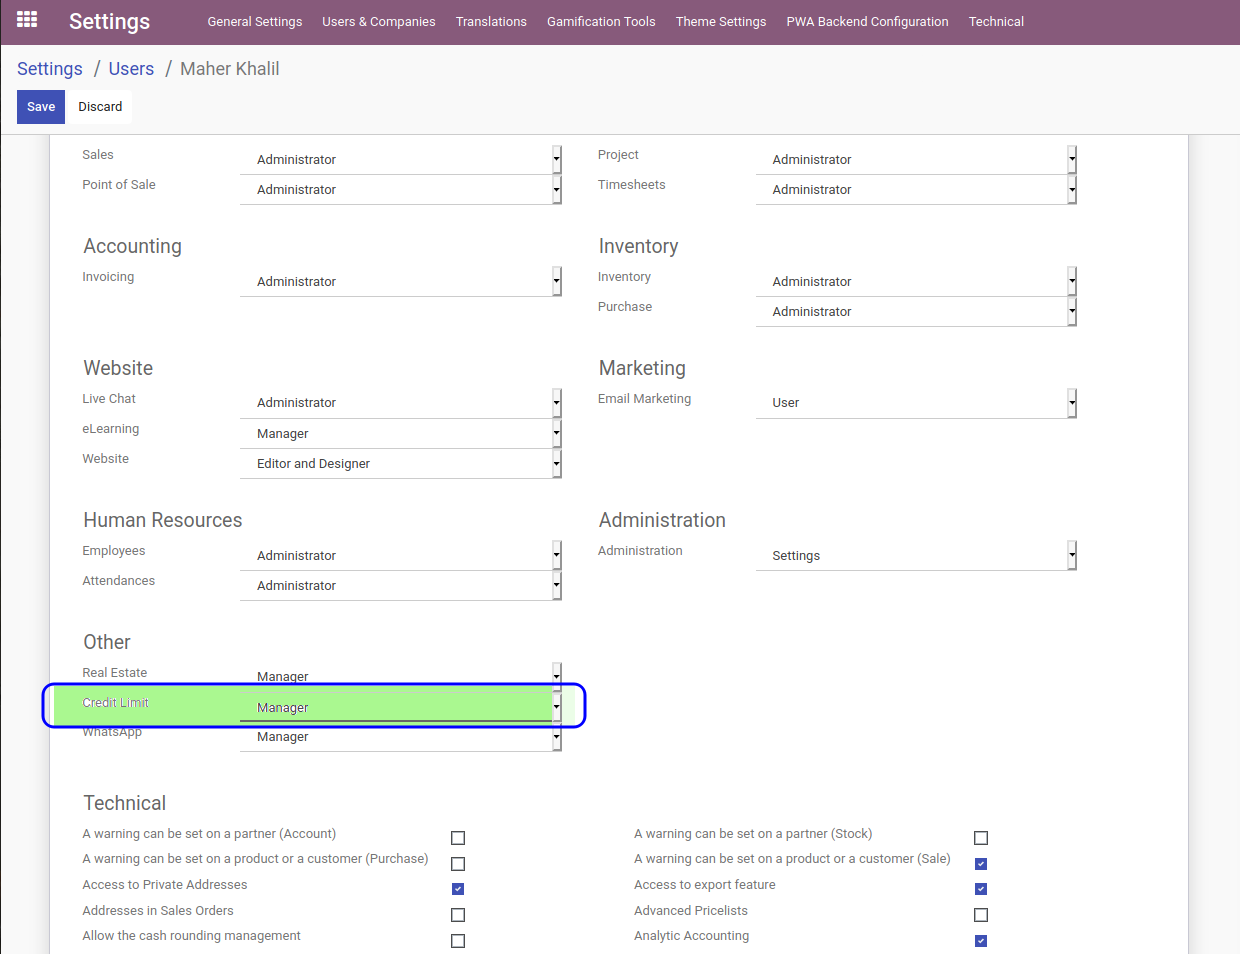 Settings General Settings Users & Companies Translations Gamification Tools Theme Settings PWA Backend Configuration Technical
Settings / Users / Maher Khalil
Save Discard
Sales Administrator Project Administrator
Point of Sale Administrator Timesheets Administrator
Accounting Inventory
Invoicing Administrator Inventory Administrator
Purchase Administrator
Website Marketing
Live Chat Administrator Email Marketing User
eLearning Manager
Website Editor and Designer
Human Resources Administration
Employees Administrator Administration Settings
Attendances Administrator
Other
Real Estate Manager
Credit Limit Manager
WhatsApp Manager
Technical
A warning can be set on a partner (Account) A warning can be set on a partner (Stock)
A warning can be set on a product or a customer (Purchase) A warning can be set on a product or a customer (Sale)
Access to Private Addresses Access to export feature
Addresses in Sales Orders Advanced Pricelists
Allow the cash rounding management Analytic Accounting